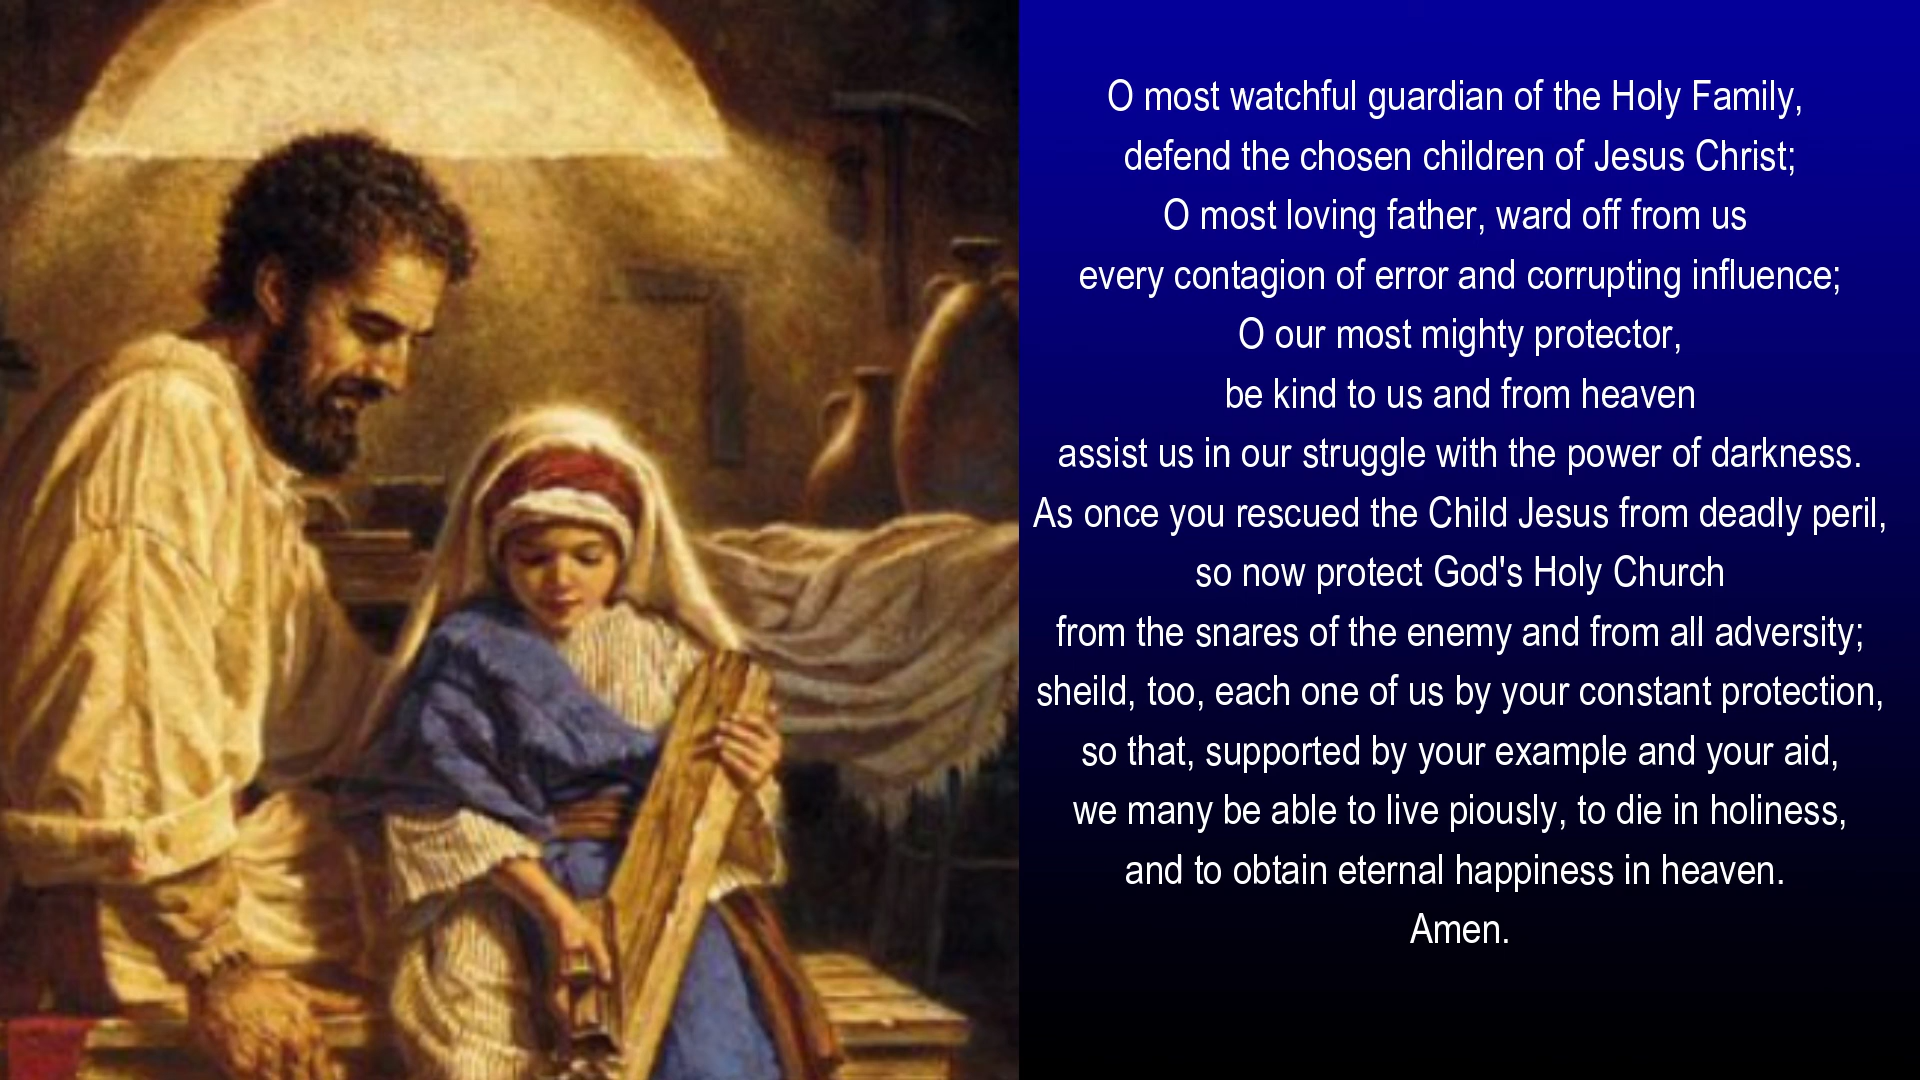 O most watchful guardian of the Holy Family,
defend the chosen children of Jesus Christ;
O most loving father, ward off from us
every contagion of error and corrupting influence;
O our most mighty protector,
be kind to us and from heaven
assist us in our struggle with the power of darkness.
As once you rescued the Child Jesus from deadly peril,
so now protect God's Holy Church
from the snares of the enemy and from all adversity;
sheild, too, each one of us by your constant protection,
so that, supported by your example and your aid,
we many be able to live piously, to die in holiness,
and to obtain eternal happiness in heaven.
Amen.